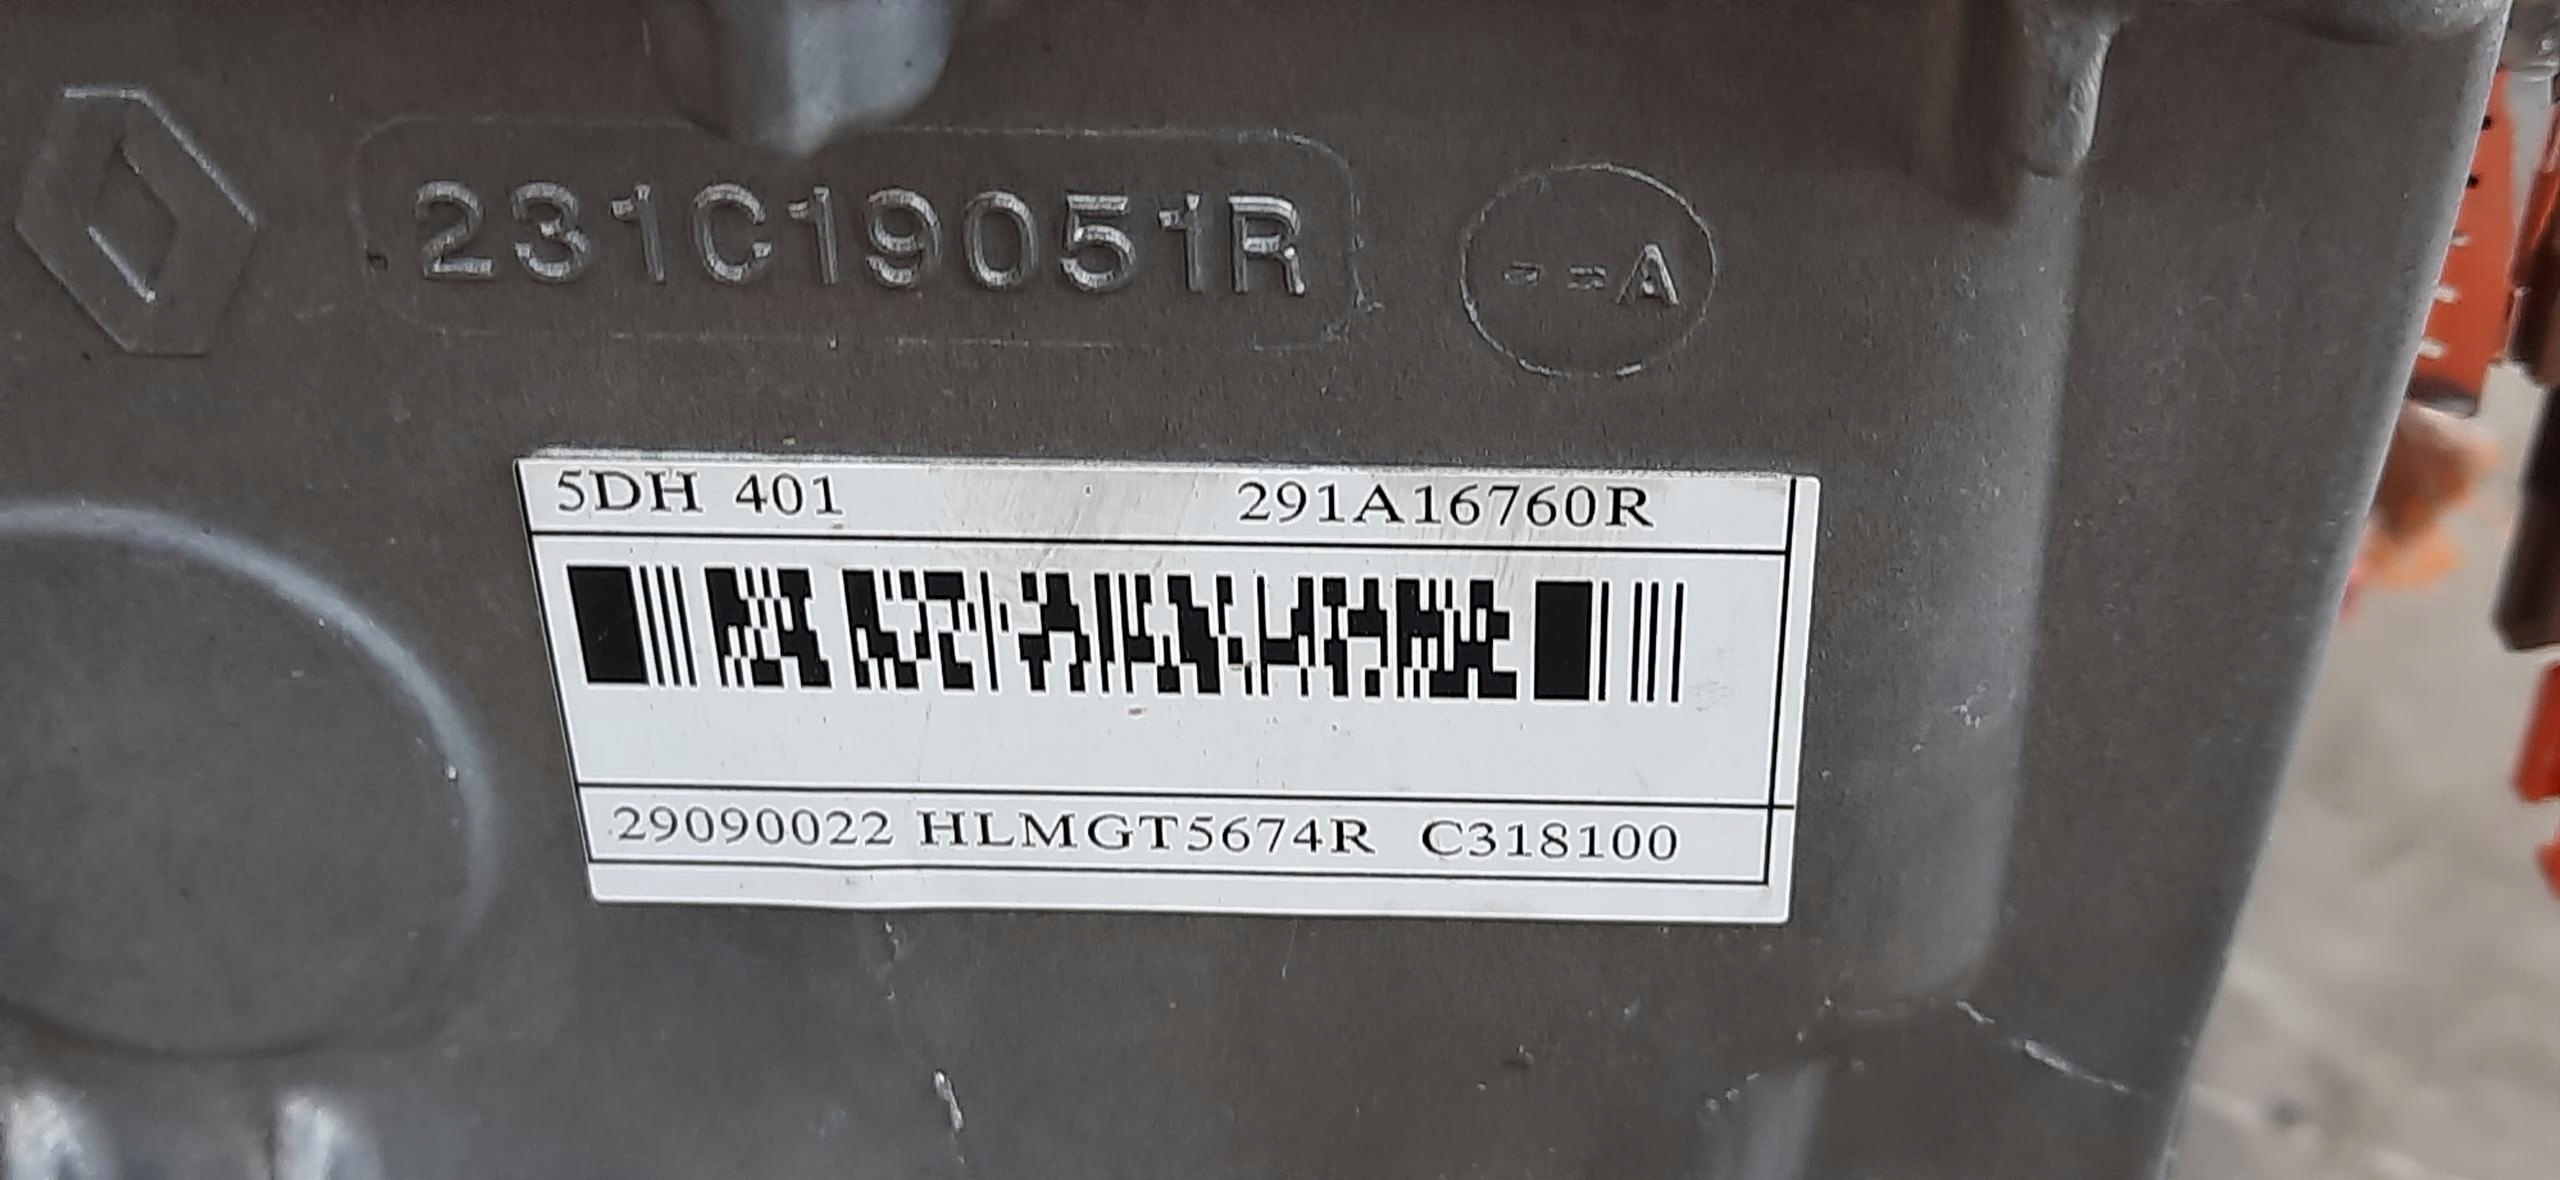 231C19051R
==A
5DH 401 291A16760R
29090022 HLMGT5674R C318100